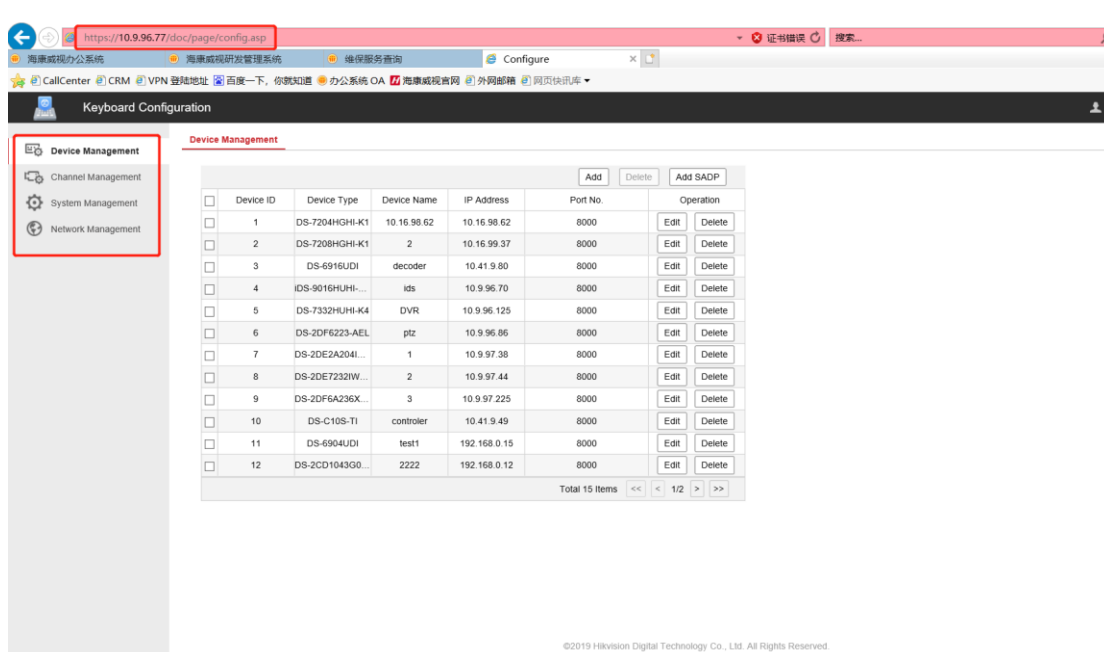 https://10.9.96.77/doc/page/config.asp 证书错误 搜索...
海康威视办公系统 海康威视研发管理系统 维保服务查询 Configure
CallCenter CRM VPN 登陆地址 百度一下，你就知道 办公系统 OA 海康威视官网 外网邮箱 网页快讯库
Keyboard Configuration
Device Management
Channel Management
System Management
Network Management
Device Management
Add Delete Add SADP
Device ID Device Type Device Name IP Address Port No. Operation
1 DS-7204HGHI-K1 10.16.98.62 10.16.98.62 8000 Edit Delete
2 DS-7208HGHI-K1 2 10.16.99.37 8000 Edit Delete
3 DS-6916UDI decoder 10.41.9.80 8000 Edit Delete
4 iDS-9016HUHI-... ids 10.9.96.70 8000 Edit Delete
5 DS-7332HUHI-K4 DVR 10.9.96.125 8000 Edit Delete
6 DS-2DF6223-AEL ptz 10.9.96.86 8000 Edit Delete
7 DS-2DE2A204I... 1 10.9.97.38 8000 Edit Delete
8 DS-2DE7232IW... 2 10.9.97.44 8000 Edit Delete
9 DS-2DF6A236X... 3 10.9.97.225 8000 Edit Delete
10 DS-C10S-TI controler 10.41.9.49 8000 Edit Delete
11 DS-6904UDI test1 192.168.0.15 8000 Edit Delete
12 DS-2CD1043G0... 2222 192.168.0.12 8000 Edit Delete
Total 15 Items << < 1/2 > >>
©2019 Hikvision Digital Technology Co., Ltd. All Rights Reserved.